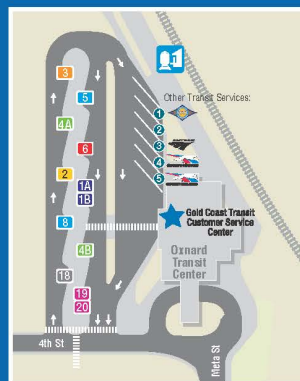 3
5
4A
6
2
1A
1B
8
4B
18
19
20
Other Transit Services:
1
2
3
4
5
Gold Coast Transit
Customer Service
Center
Oxnard
Transit
Center
4th St
Meta St